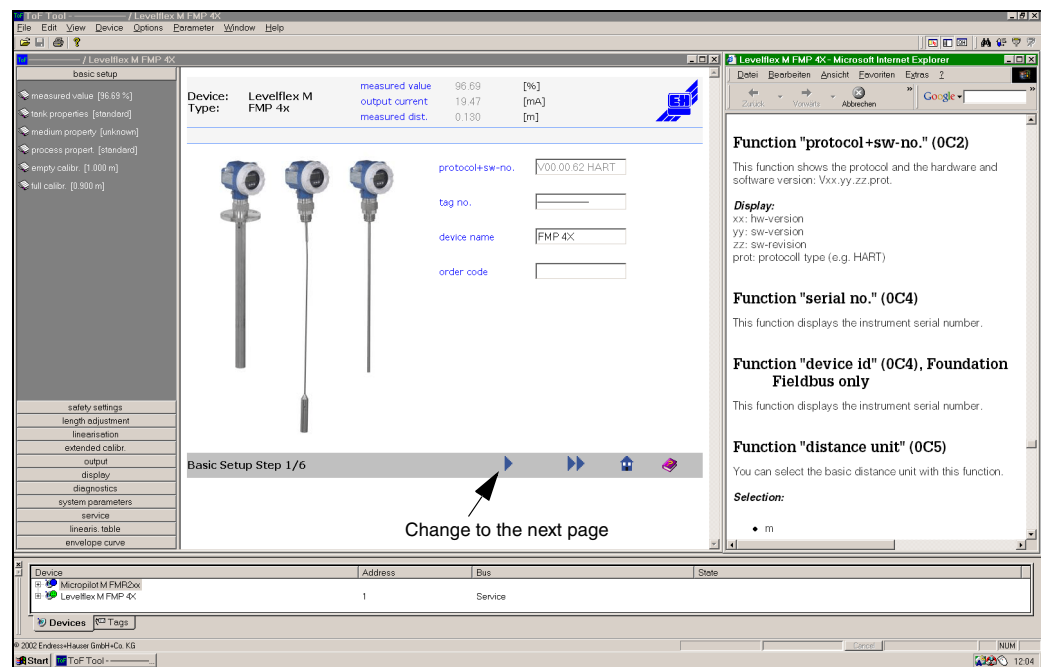 ToF Tool - ———— / Levelflex M FMP 4X
File Edit View Device Options Parameter Window Help
———— / Levelflex M FMP 4X
basic setup
measured value [96.69 %]
tank properties [standard]
medium property [unknown]
process propert. [standard]
empty calibr. [1.000 m]
full calibr. [0.900 m]
safety settings
length adjustment
linearisation
extended calibr.
output
display
diagnostics
system parameters
service
linearis. table
envelope curve
Device: Levelflex M
Type: FMP 4x
measured value 96.69 [%]
output current 19.47 [mA]
measured dist. 0.130 [m]
EH
protocol+sw-no. V00.00.62 HART
tag no. ————
device name FMP 4X
order code
Basic Setup Step 1/6
Change to the next page
Levelflex M FMP 4X - Microsoft Internet Explorer
Datei Bearbeiten Ansicht Favoriten Extras ?
Zurück Vorwärts Abbrechen » Google »
Function "protocol+sw-no." (0C2)
This function shows the protocol and the hardware and
software version: Vxx.yy.zz.prot.
Display:
xx: hw-version
yy: sw-version
zz: sw-revision
prot: protocoll type (e.g. HART)
Function "serial no." (0C4)
This function displays the instrument serial number.
Function "device id" (0C4), Foundation
Fieldbus only
This function displays the instrument serial number.
Function "distance unit" (0C5)
You can select the basic distance unit with this function.
Selection:
• m
Device Address Bus State
Micropilot M FMR2xx
Levelflex M FMP 4X 1 Service
Devices Tags
© 2002 Endress+Hauser GmbH+Co. KG
Cancel
NUM
Start ToF Tool - ————...
12:04